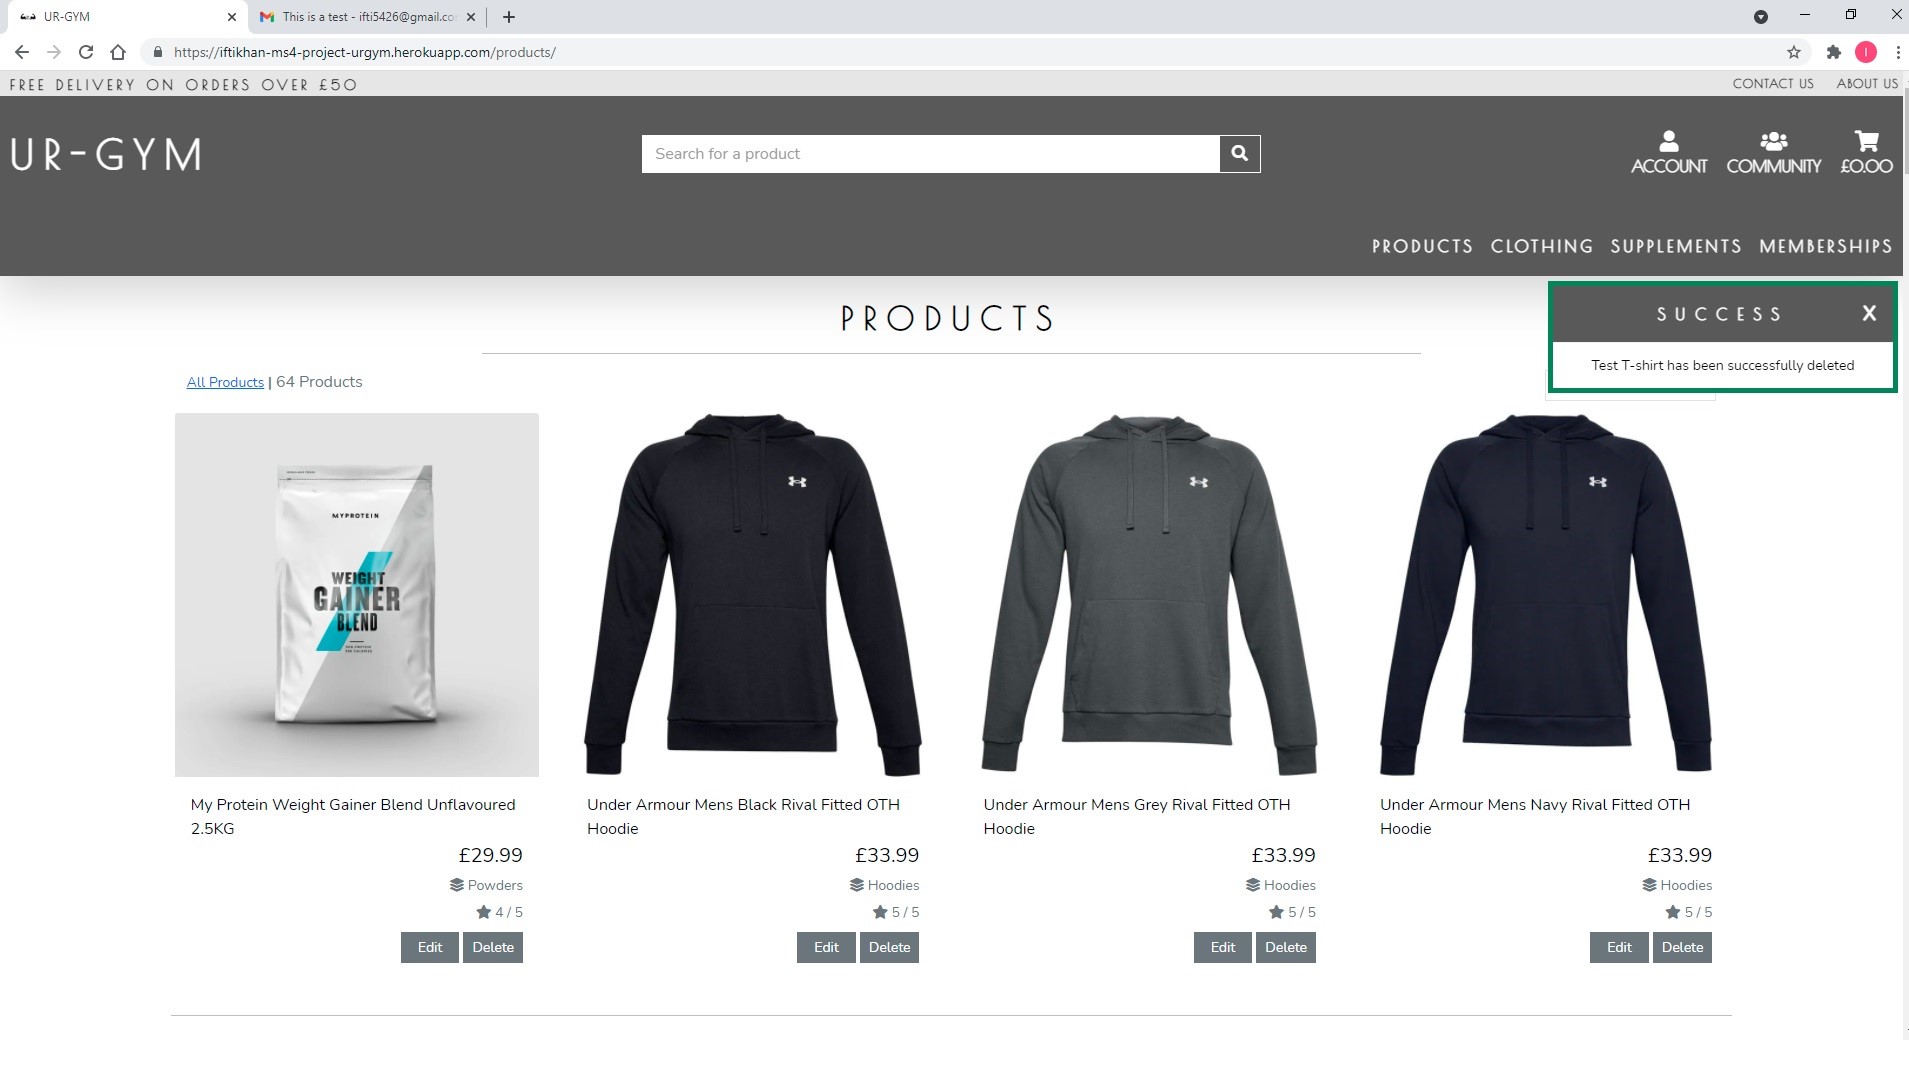 UR-GYM
This is a test - ifti5426@gmail.co
https://iftikhan-ms4-project-urgym.herokuapp.com/products/
I
FREE DELIVERY ON ORDERS OVER £50
CONTACT US
ABOUT US
UR-GYM
Search for a product
ACCOUNT
COMMUNITY
£0.00
PRODUCTS
CLOTHING
SUPPLEMENTS
MEMBERSHIPS
PRODUCTS
SUCCESS
X
Test T-shirt has been successfully deleted
All Products | 64 Products
MYPROTEIN
WEIGHT
GAINER
BLEND
My Protein Weight Gainer Blend Unflavoured
2.5KG
£29.99
Powders
4 / 5
Edit
Delete
Under Armour Mens Black Rival Fitted OTH
Hoodie
£33.99
Hoodies
5 / 5
Edit
Delete
Under Armour Mens Grey Rival Fitted OTH
Hoodie
£33.99
Hoodies
5 / 5
Edit
Delete
Under Armour Mens Navy Rival Fitted OTH
Hoodie
£33.99
Hoodies
5 / 5
Edit
Delete